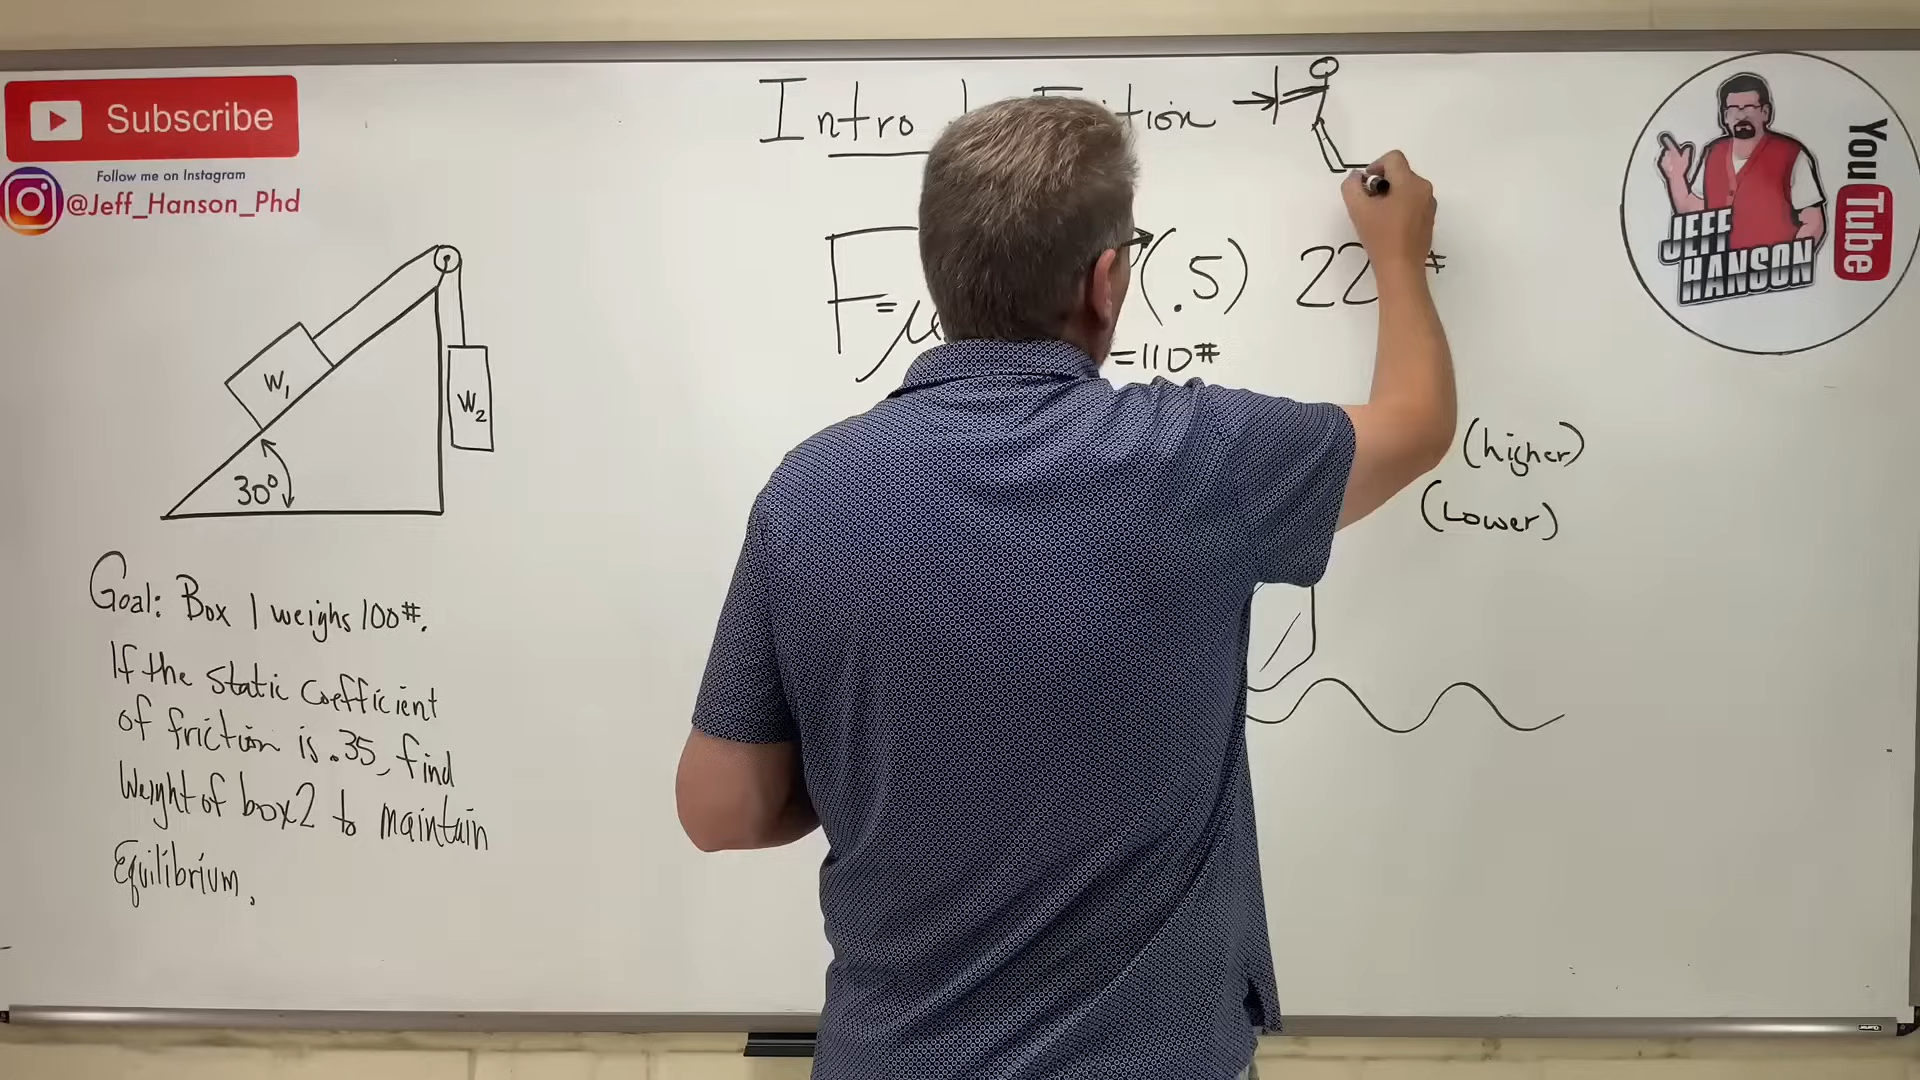 Subscribe
Follow me on Instagram
@Jeff_Hanson_Phd
W1
W2
30°
Goal: Box 1 weighs 100#.
If the static coefficient
of friction is .35, find
weight of box 2 to maintain
Equilibrium.
Intro
F=μ (.5) 22
=110#
(higher)
(Lower)
JEFF
HANSON
YouTube